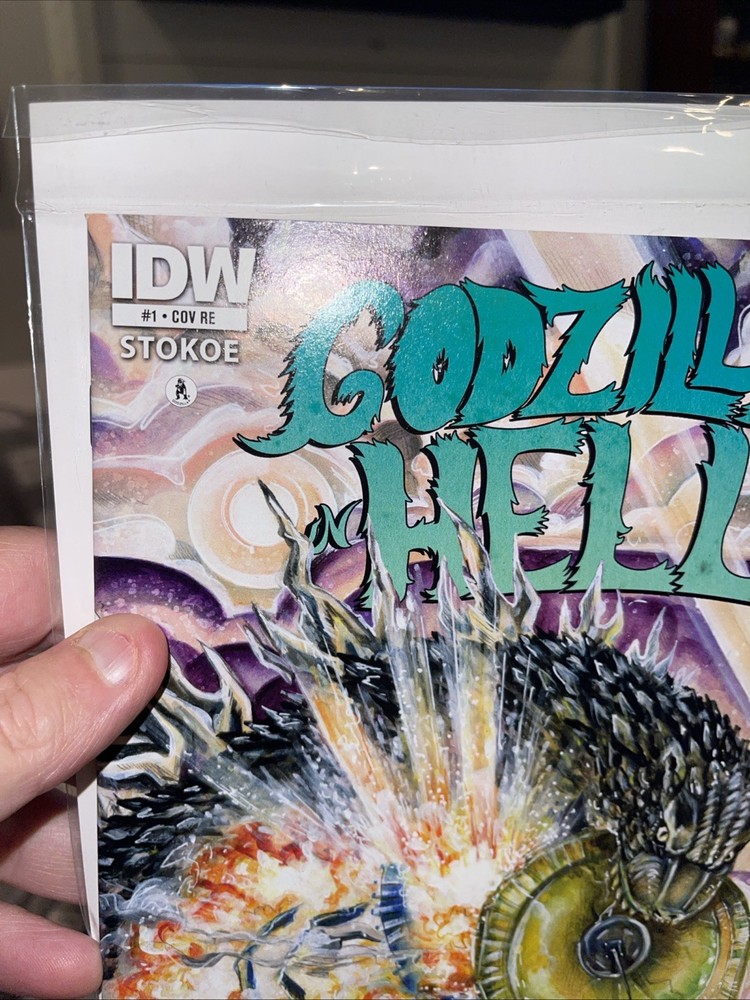 IDW
#1 • COV RE
STOKOE
GODZILL
IN HELL